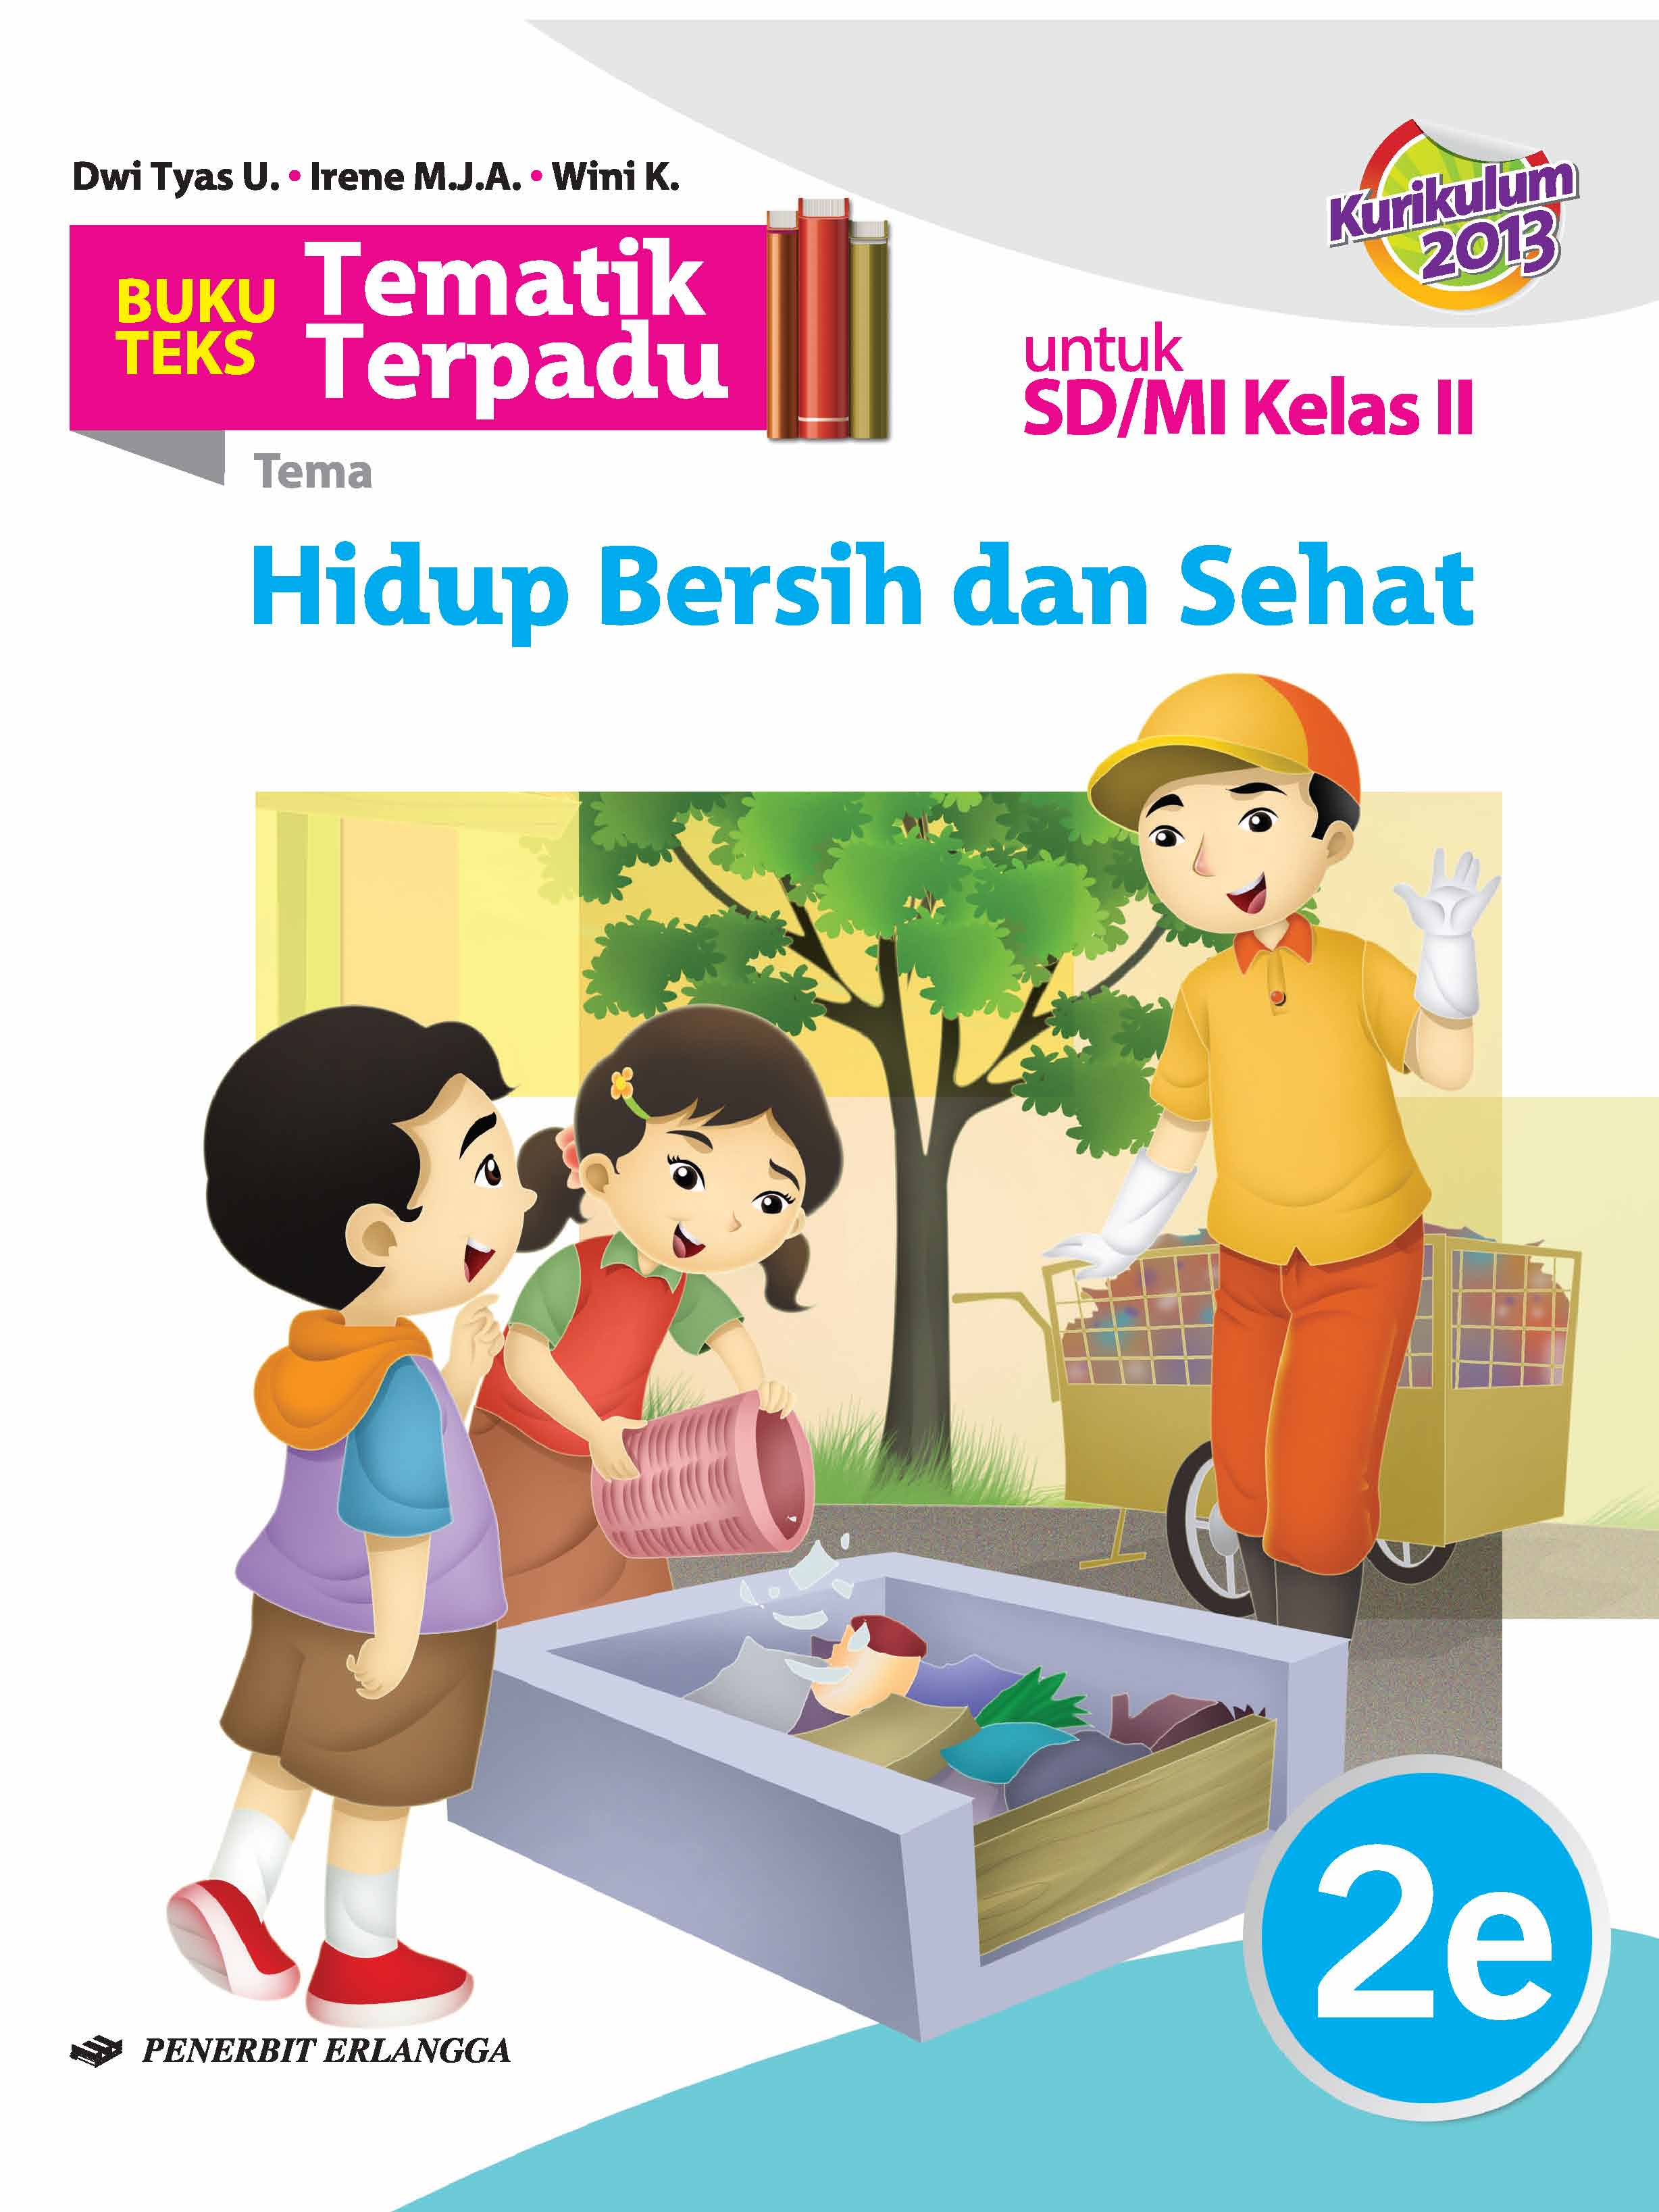 Dwi Tyas U. • Irene M.J.A. • Wini K.
Kurikulum
2013
BUKU
TEKS
Tematik
Terpadu
untuk
SD/MI Kelas II
Tema
Hidup Bersih dan Sehat
2e
PENERBIT ERLANGGA